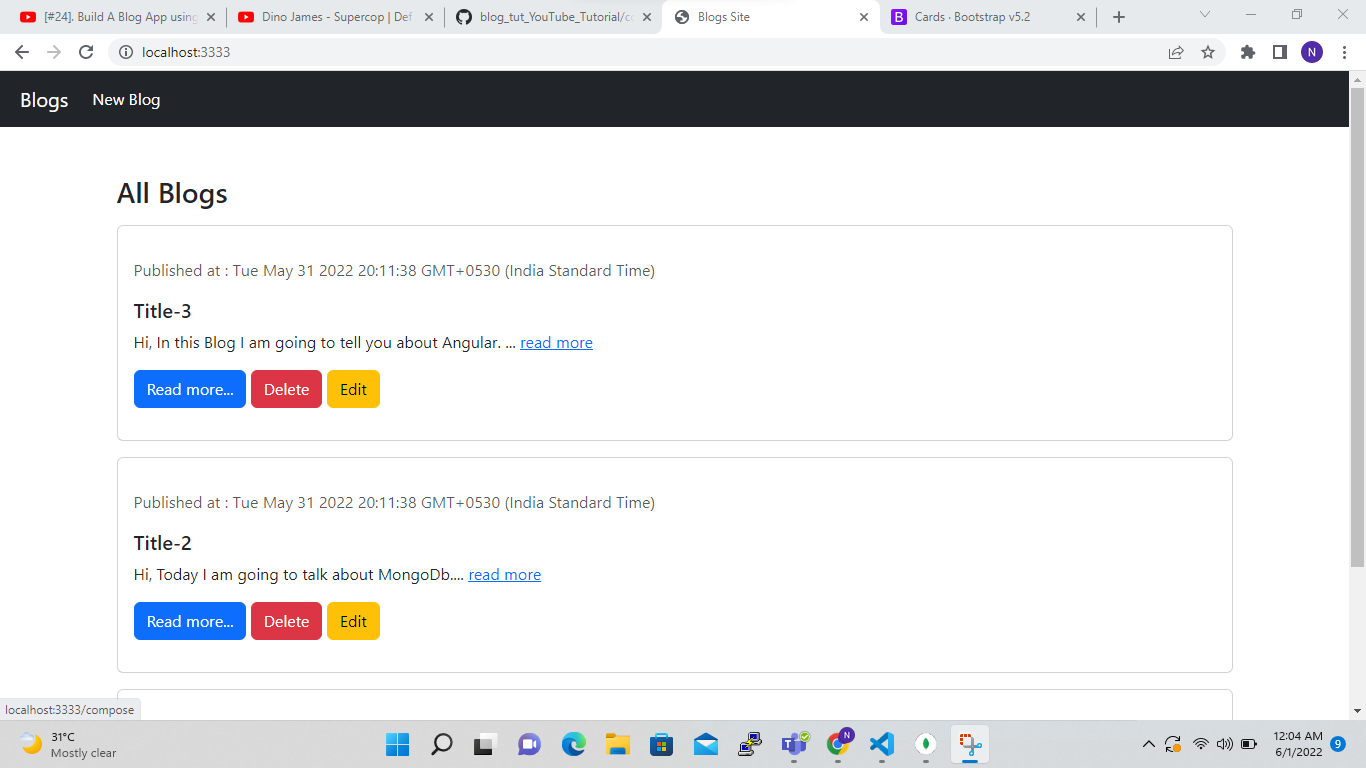 [#24]. Build A Blog App using
Dino James - Supercop | Def
blog_tut_YouTube_Tutorial/co
Blogs Site
Cards · Bootstrap v5.2
localhost:3333
N
Blogs
New Blog
All Blogs
Published at : Tue May 31 2022 20:11:38 GMT+0530 (India Standard Time)
Title-3
Hi, In this Blog I am going to tell you about Angular. ... read more
Read more... Delete Edit
Published at : Tue May 31 2022 20:11:38 GMT+0530 (India Standard Time)
Title-2
Hi, Today I am going to talk about MongoDb.... read more
Read more... Delete Edit
localhost:3333/compose
31°C
Mostly clear
N
12:04 AM
6/1/2022
9